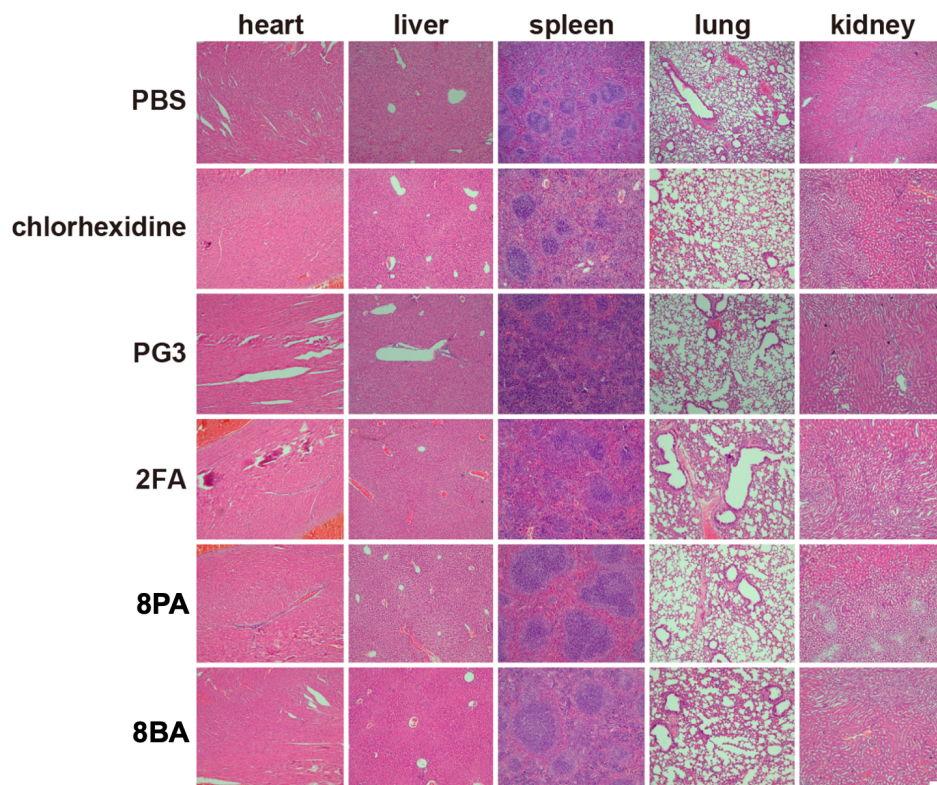 heart liver spleen lung kidney
PBS
chlorhexidine
PG3
2FA
8PA
8BA